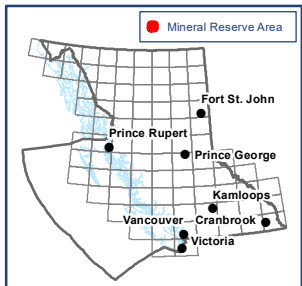 Mineral Reserve Area
Fort St. John
Prince Rupert
Prince George
Kamloops
Vancouver
Cranbrook
Victoria